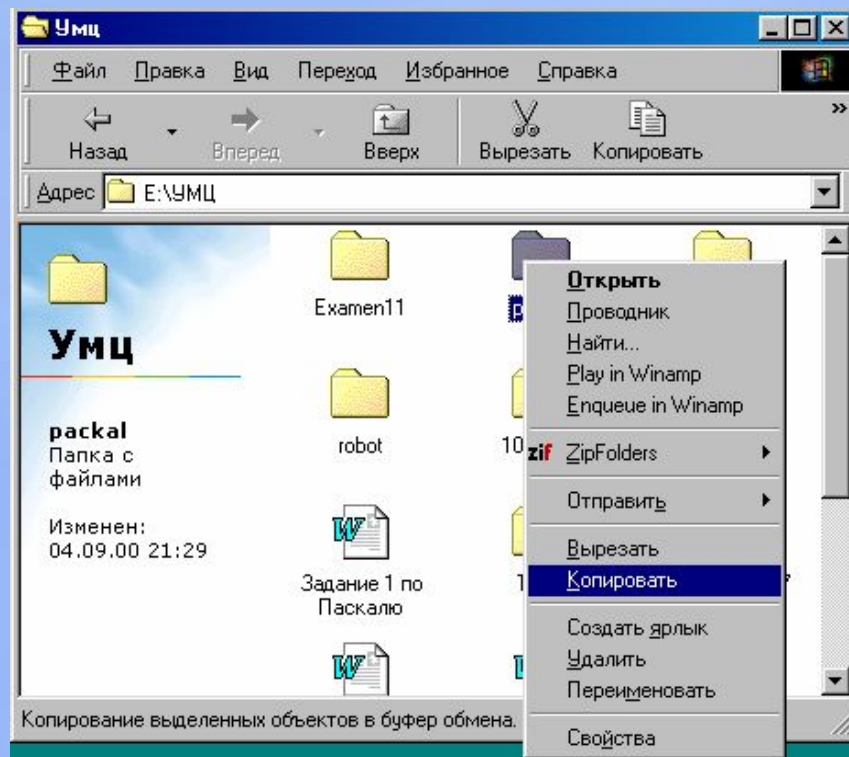 Умц
Файл Правка Вид Переход Избранное Справка
Назад Вперед Вверх Вырезать Копировать »
Адрес E:\УМЦ
Умц
packal
Папка с
файлами
Изменен:
04.09.00 21:29
Examen11
robot
10
Задание 1 по
Паскалю
Открыть
Проводник
Найти...
Play in Winamp
Enqueue in Winamp
zif ZipFolders
Отправить
Вырезать
Копировать
Создать ярлык
Удалить
Переименовать
Свойства
Копирование выделенных объектов в буфер обмена.